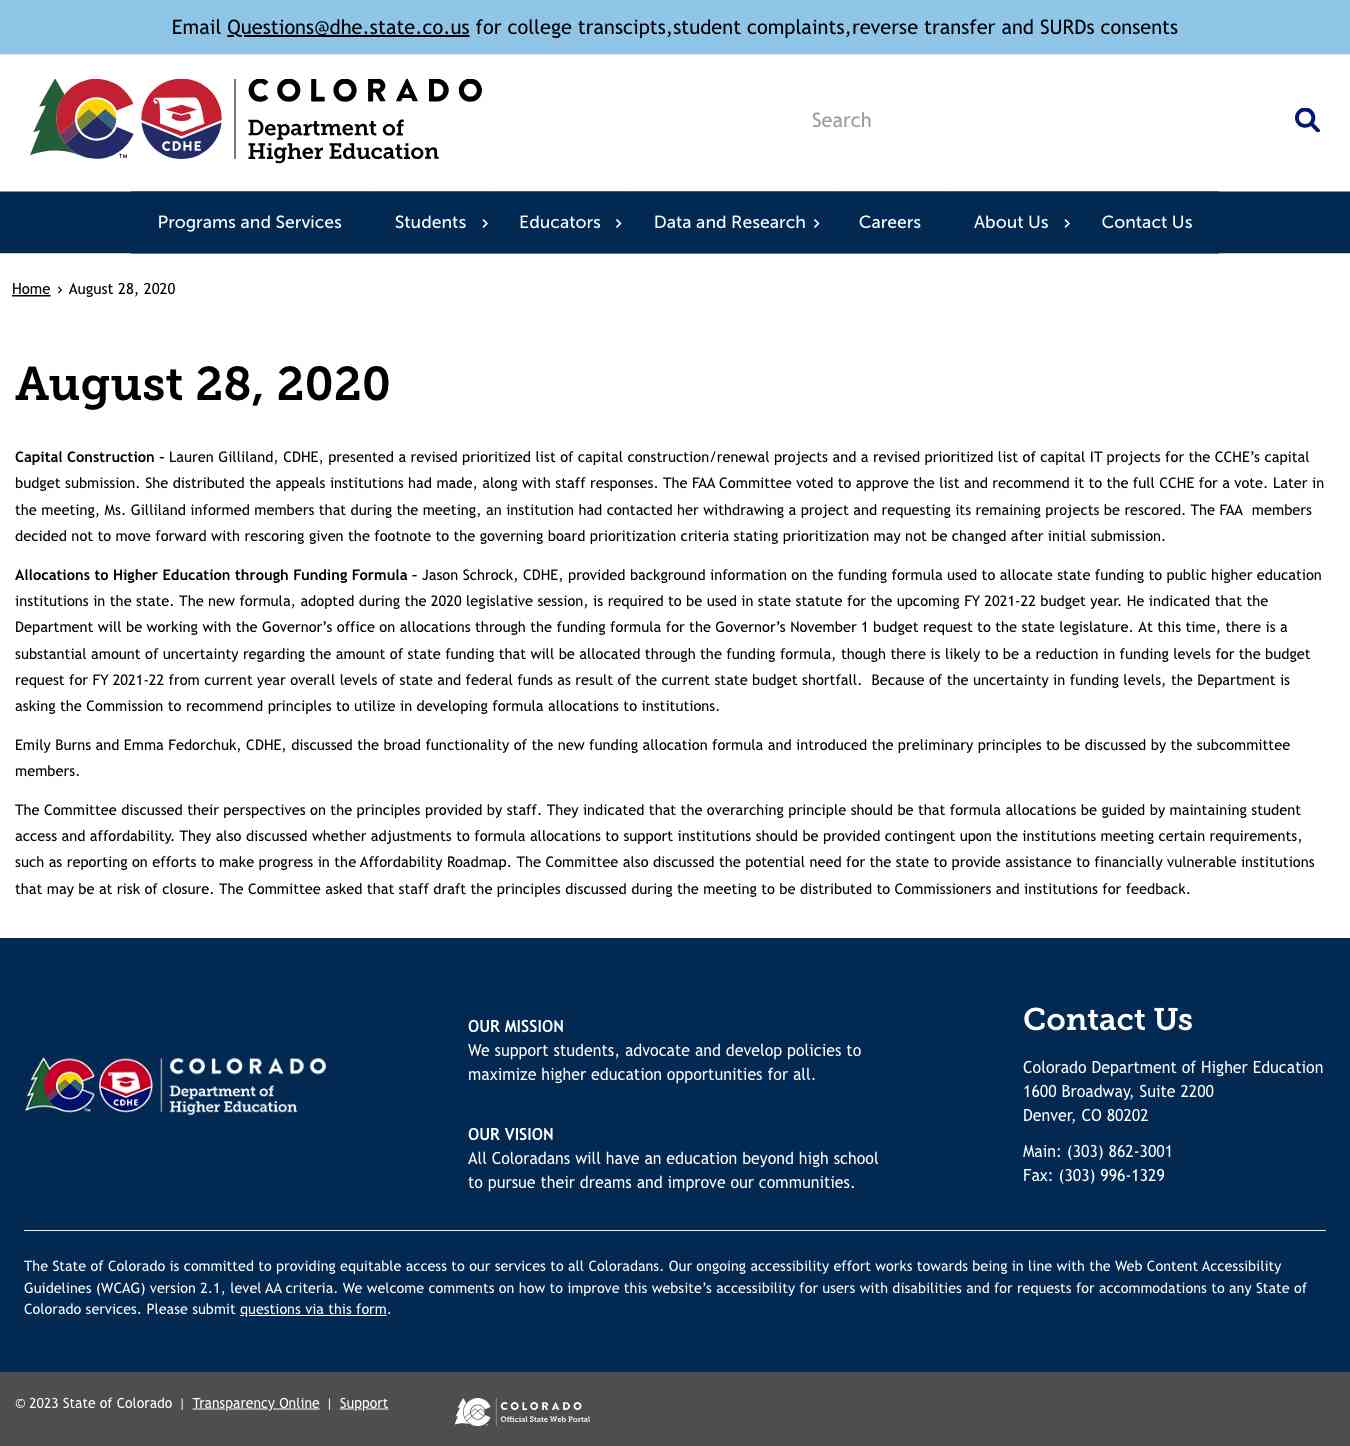 Email Questions@dhe.state.co.us for college transcipts,student complaints,reverse transfer and SURDs consents
TM
CDHE
COLORADO
Department of
Higher Education
Search
Programs and Services Students › Educators › Data and Research › Careers About Us › Contact Us
Home › August 28, 2020
August 28, 2020
Capital Construction – Lauren Gilliland, CDHE, presented a revised prioritized list of capital construction/renewal projects and a revised prioritized list of capital IT projects for the CCHE’s capital
budget submission. She distributed the appeals institutions had made, along with staff responses. The FAA Committee voted to approve the list and recommend it to the full CCHE for a vote. Later in
the meeting, Ms. Gilliland informed members that during the meeting, an institution had contacted her withdrawing a project and requesting its remaining projects be rescored. The FAA  members
decided not to move forward with rescoring given the footnote to the governing board prioritization criteria stating prioritization may not be changed after initial submission.
Allocations to Higher Education through Funding Formula – Jason Schrock, CDHE, provided background information on the funding formula used to allocate state funding to public higher education
institutions in the state. The new formula, adopted during the 2020 legislative session, is required to be used in state statute for the upcoming FY 2021-22 budget year. He indicated that the
Department will be working with the Governor’s office on allocations through the funding formula for the Governor’s November 1 budget request to the state legislature. At this time, there is a
substantial amount of uncertainty regarding the amount of state funding that will be allocated through the funding formula, though there is likely to be a reduction in funding levels for the budget
request for FY 2021-22 from current year overall levels of state and federal funds as result of the current state budget shortfall.  Because of the uncertainty in funding levels, the Department is
asking the Commission to recommend principles to utilize in developing formula allocations to institutions.
Emily Burns and Emma Fedorchuk, CDHE, discussed the broad functionality of the new funding allocation formula and introduced the preliminary principles to be discussed by the subcommittee
members.
The Committee discussed their perspectives on the principles provided by staff. They indicated that the overarching principle should be that formula allocations be guided by maintaining student
access and affordability. They also discussed whether adjustments to formula allocations to support institutions should be provided contingent upon the institutions meeting certain requirements,
such as reporting on efforts to make progress in the Affordability Roadmap. The Committee also discussed the potential need for the state to provide assistance to financially vulnerable institutions
that may be at risk of closure. The Committee asked that staff draft the principles discussed during the meeting to be distributed to Commissioners and institutions for feedback.
CDHE
COLORADO
Department of
Higher Education
OUR MISSION
We support students, advocate and develop policies to
maximize higher education opportunities for all.
OUR VISION
All Coloradans will have an education beyond high school
to pursue their dreams and improve our communities.
Contact Us
Colorado Department of Higher Education
1600 Broadway, Suite 2200
Denver, CO 80202
Main: (303) 862-3001
Fax: (303) 996-1329
The State of Colorado is committed to providing equitable access to our services to all Coloradans. Our ongoing accessibility effort works towards being in line with the Web Content Accessibility
Guidelines (WCAG) version 2.1, level AA criteria. We welcome comments on how to improve this website’s accessibility for users with disabilities and for requests for accommodations to any State of
Colorado services. Please submit questions via this form.
© 2023 State of Colorado | Transparency Online | Support
COLORADO
Official State Web Portal